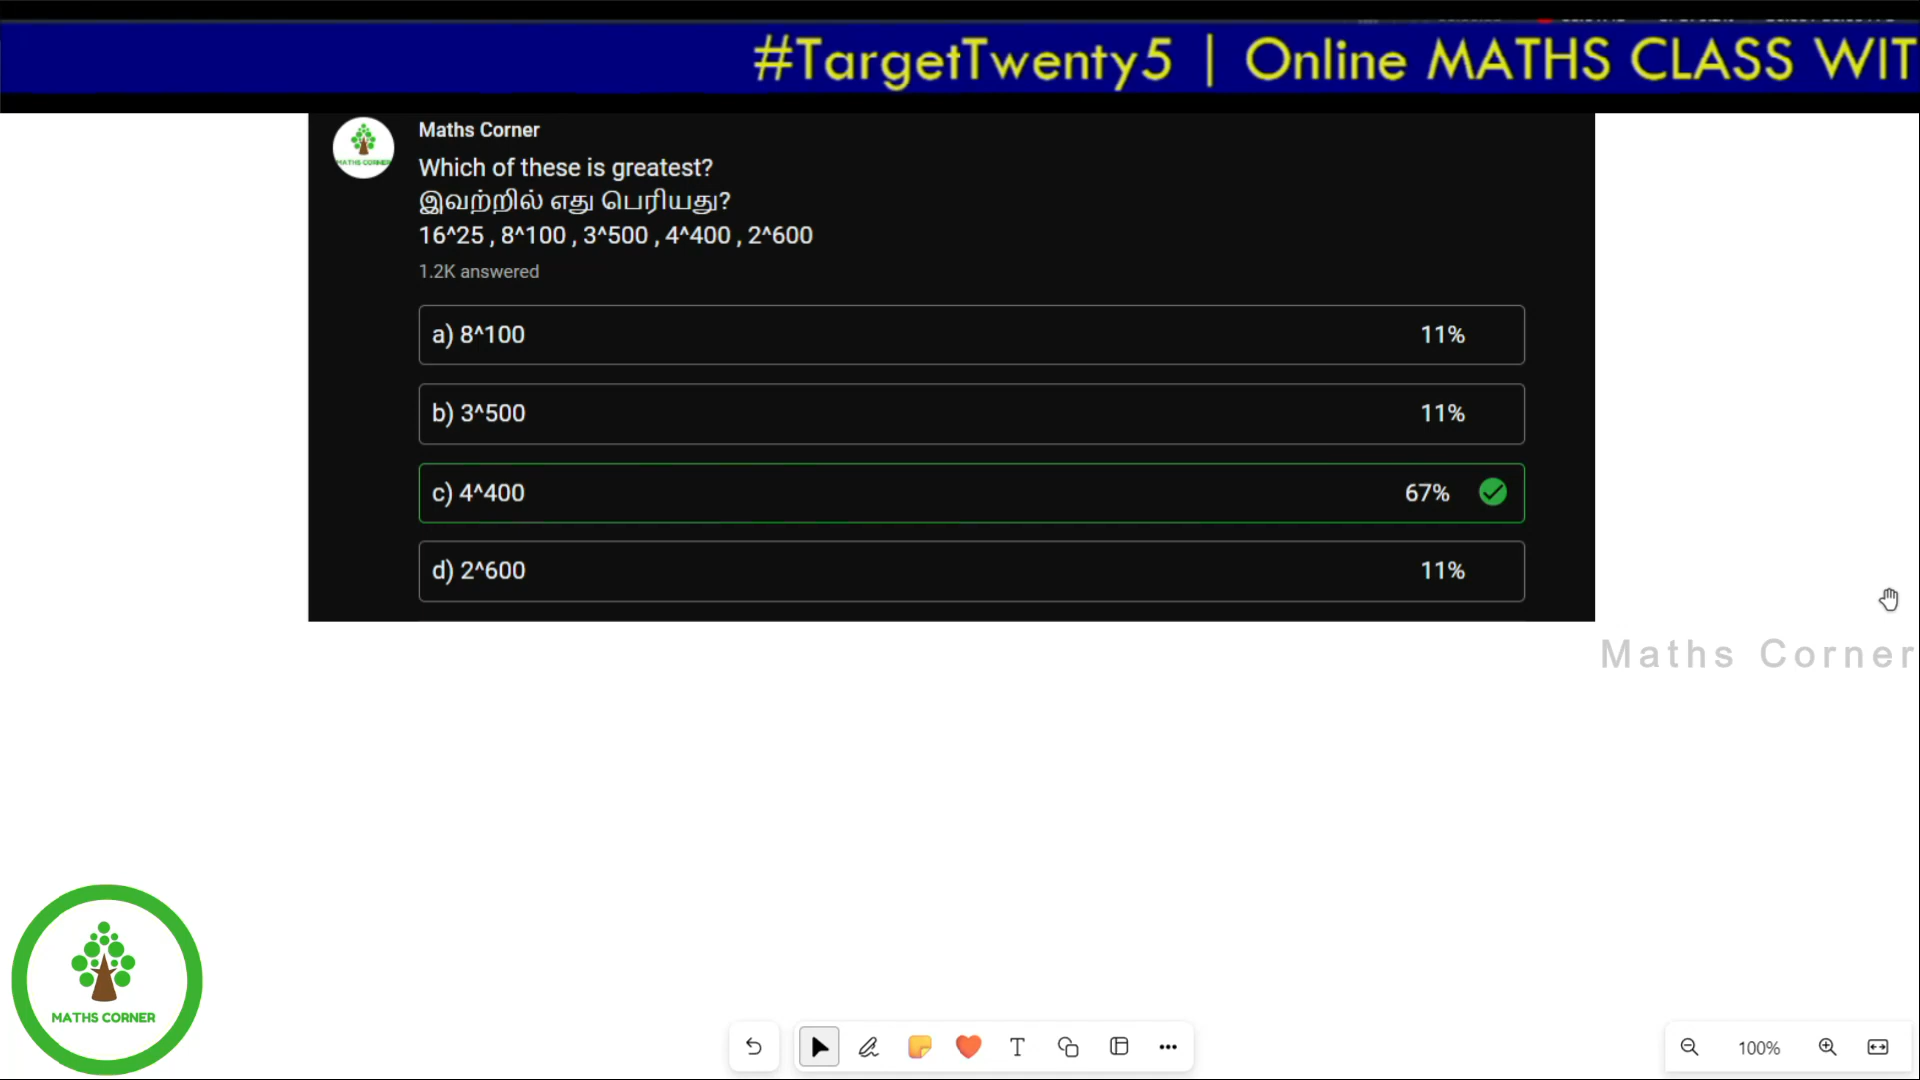 #TargetTwenty5 | Online MATHS CLASS WIT
Maths Corner
Which of these is greatest?
இவற்றில் எது பெரியது?
16^25 , 8^100 , 3^500 , 4^400 , 2^600
1.2K answered
a) 8^100 11%
b) 3^500 11%
c) 4^400 67%
d) 2^600 11%
Maths Corner
MATHS CORNER
100%